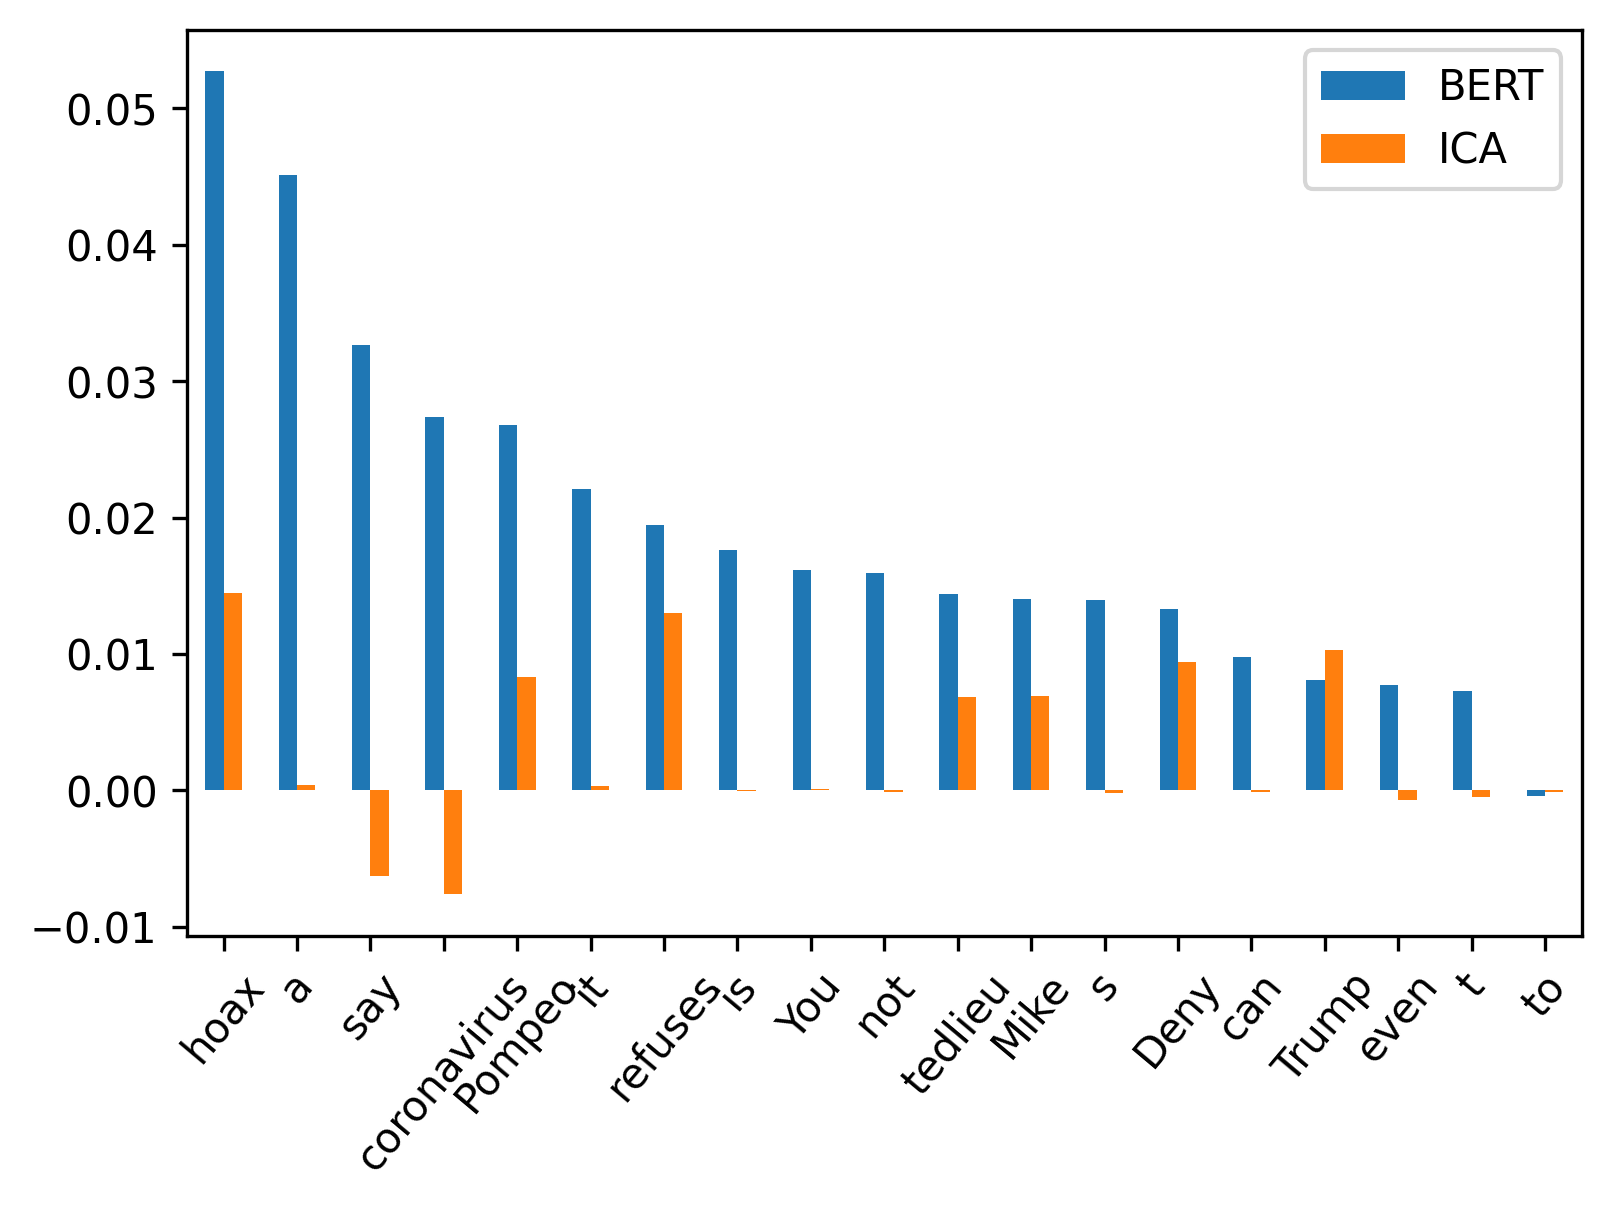 BERT
ICA
0.05
0.04
0.03
0.02
0.01
0.00
−0.01
hoax
a
say
coronavirus
Pompeo
it
refuses
is
You
not
tedlieu
Mike
s
Deny
can
Trump
even
t
to